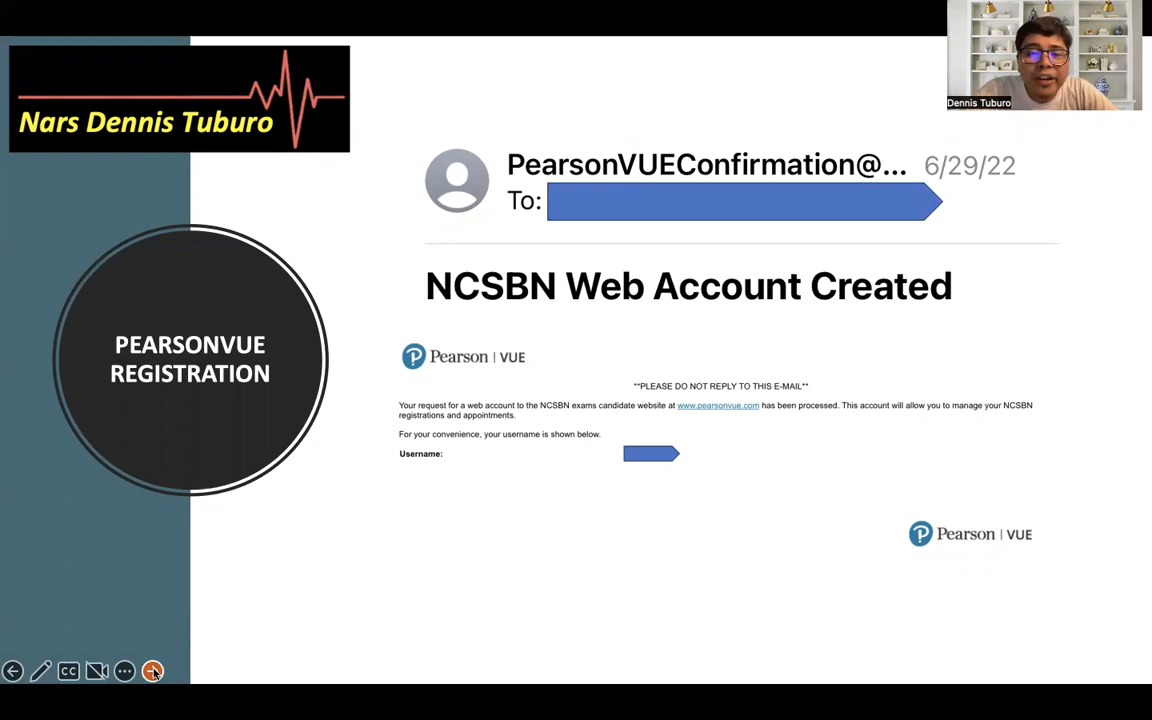 Nars Dennis Tuburo
Dennis Tuburo
PearsonVUEConfirmation@... 6/29/22
To:
NCSBN Web Account Created
PEARSONVUE
REGISTRATION
Pearson | VUE
**PLEASE DO NOT REPLY TO THIS E-MAIL**
Your request for a web account to the NCSBN exams candidate website at www.pearsonvue.com has been processed. This account will allow you to manage your NCSBN
registrations and appointments.
For your convenience, your username is shown below.
Username:
Pearson | VUE
CC